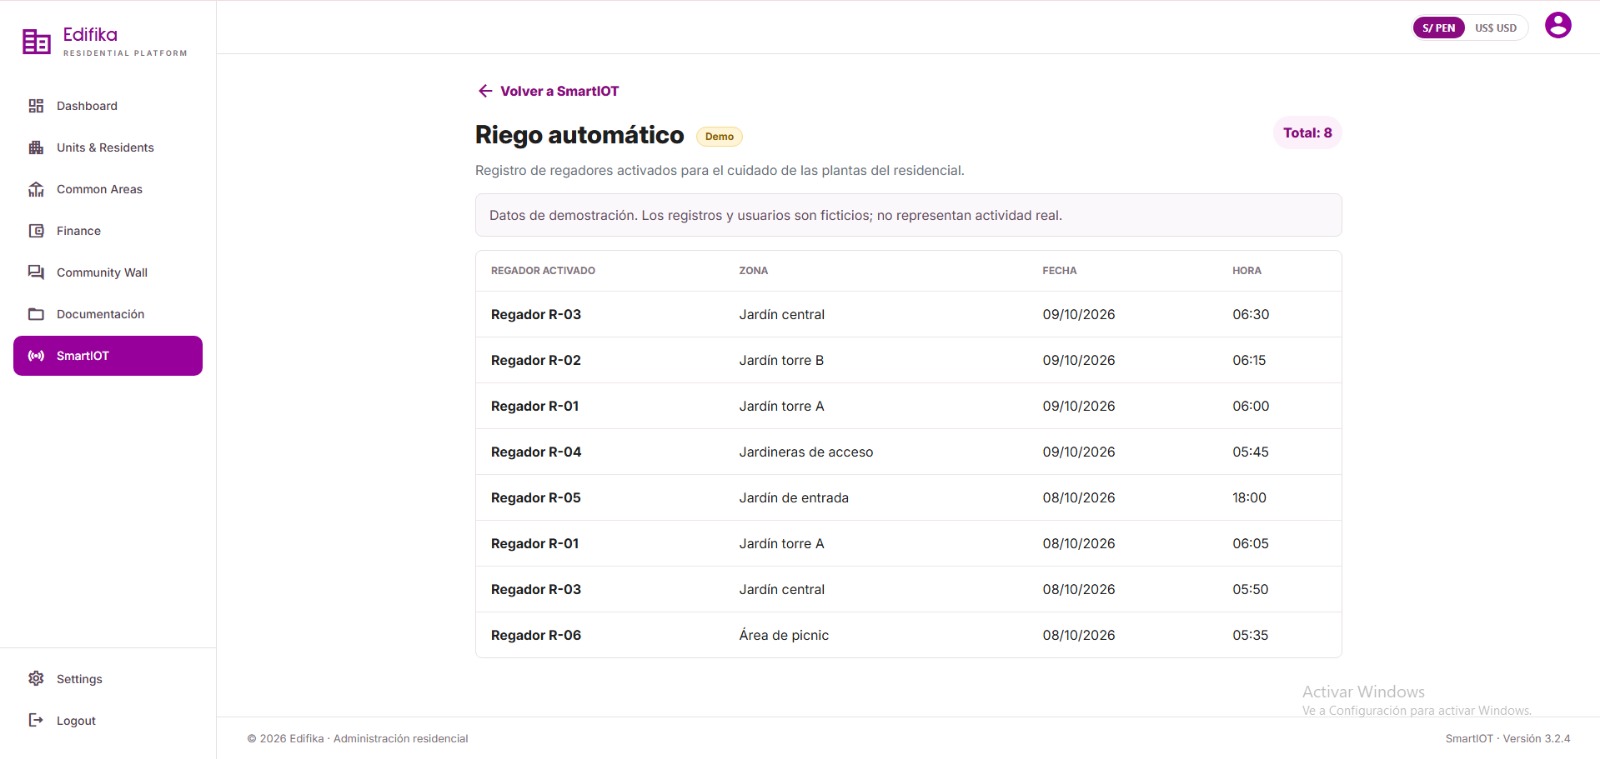 Edifika
RESIDENTIAL PLATFORM
S/ PEN US$ USD
Dashboard
Units & Residents
Common Areas
Finance
Community Wall
Documentación
SmartIOT
Settings
Logout
Volver a SmartIOT
Riego automático Demo
Total: 8
Registro de regadores activados para el cuidado de las plantas del residencial.
Datos de demostración. Los registros y usuarios son ficticios; no representan actividad real.
REGADOR ACTIVADO ZONA FECHA HORA
Regador R-03 Jardín central 09/10/2026 06:30
Regador R-02 Jardín torre B 09/10/2026 06:15
Regador R-01 Jardín torre A 09/10/2026 06:00
Regador R-04 Jardineras de acceso 09/10/2026 05:45
Regador R-05 Jardín de entrada 08/10/2026 18:00
Regador R-01 Jardín torre A 08/10/2026 06:05
Regador R-03 Jardín central 08/10/2026 05:50
Regador R-06 Área de picnic 08/10/2026 05:35
Activar Windows
Ve a Configuración para activar Windows.
© 2026 Edifika · Administración residencial
SmartIOT · Versión 3.2.4